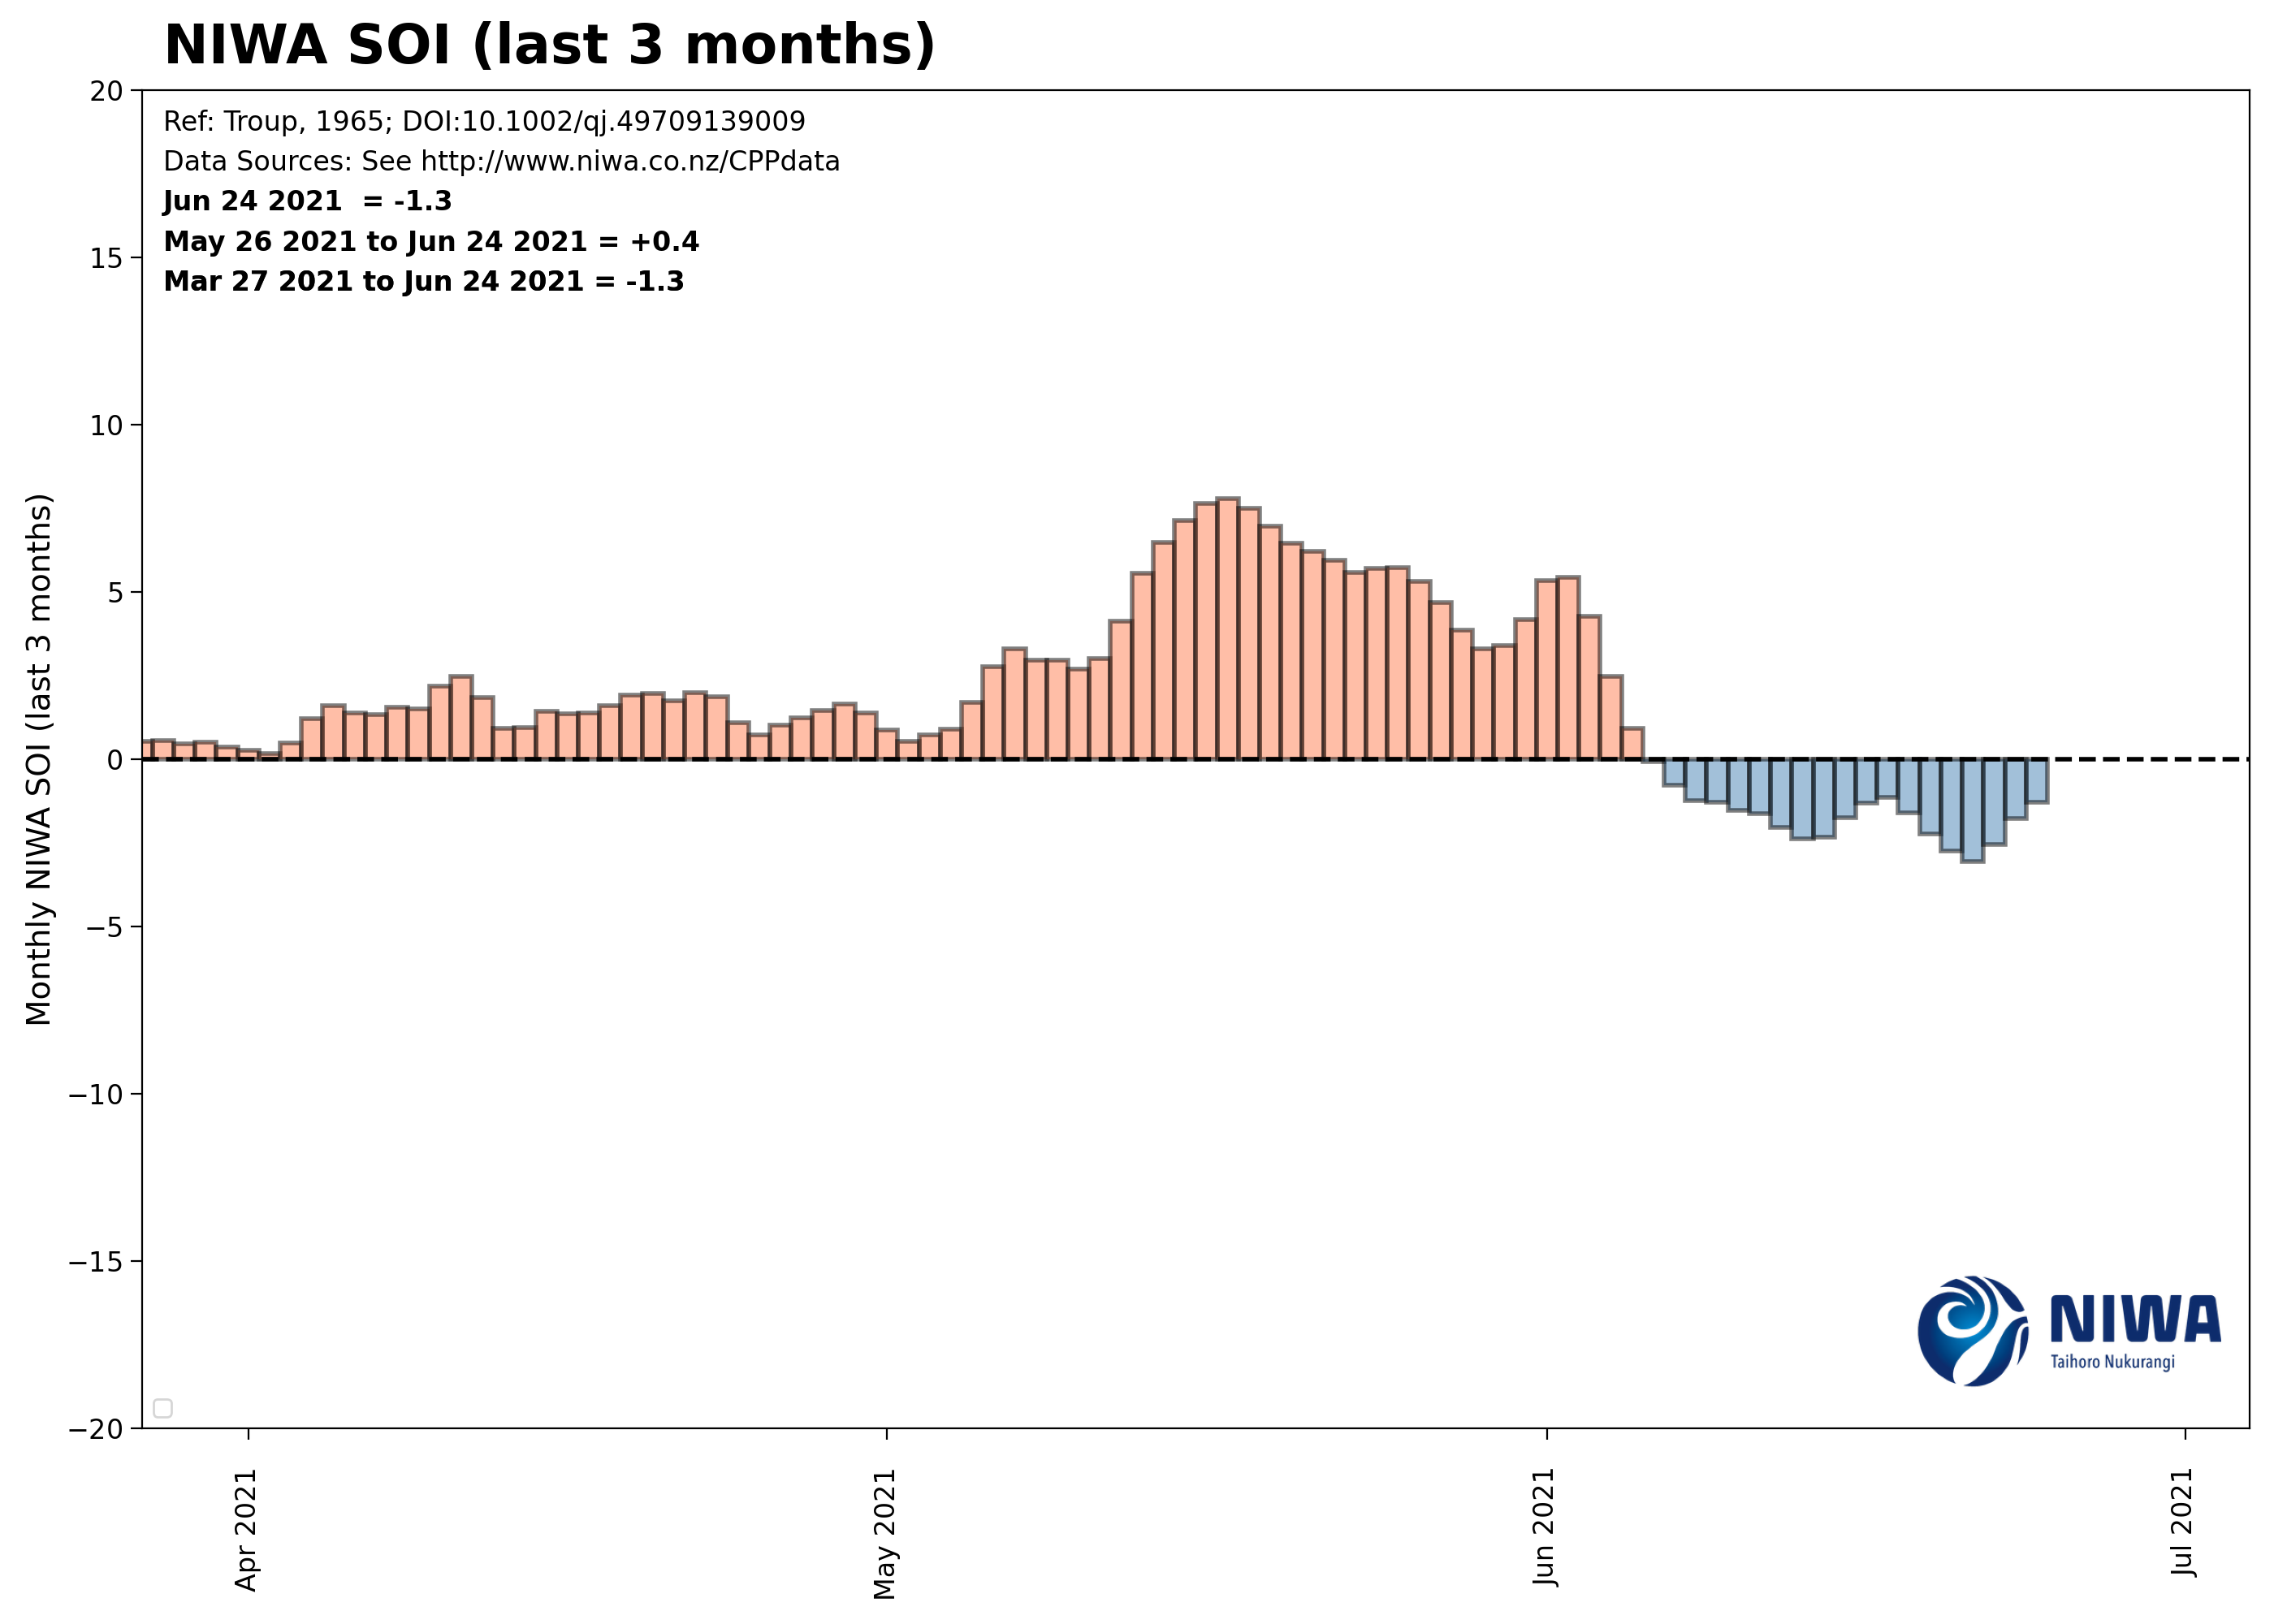 NIWA SOI (last 3 months)
Ref: Troup, 1965; DOI:10.1002/qj.49709139009
Data Sources: See http://www.niwa.co.nz/CPPdata
Jun 24 2021  = -1.3
May 26 2021 to Jun 24 2021 = +0.4
Mar 27 2021 to Jun 24 2021 = -1.3
Monthly NIWA SOI (last 3 months)
20
15
10
5
0
−5
−10
−15
−20
Apr 2021
May 2021
Jun 2021
Jul 2021
NIWA
Taihoro Nukurangi